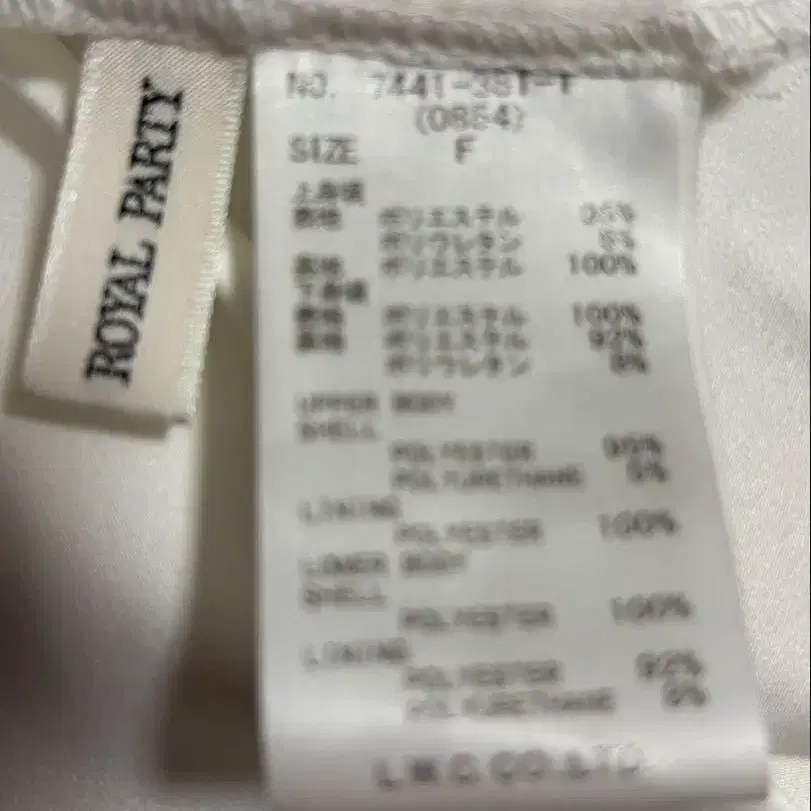 ROYAL PARTY
NO. 7441-381-1
(0864)
SIZE F
上身頃
表地 ポリエステル 95%
ポリウレタン 5%
裏地 ポリエステル 100%
下身頃
表地 ポリエステル 100%
裏地 ポリエステル 92%
ポリウレタン 8%
UPPER BODY
SHELL
POLYESTER 95%
POLYURETHANE 5%
LINING
POLYESTER 100%
LOWER BODY
SHELL
POLYESTER 100%
LINING
POLYESTER 92%
POLYURETHANE 8%
CO.LTD.